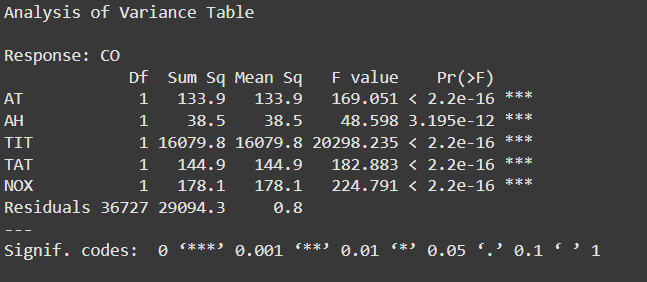 Analysis of Variance Table
Response: CO
Df Sum Sq Mean Sq F value Pr(>F)
AT 1 133.9 133.9 169.051 < 2.2e-16 ***
AH 1 38.5 38.5 48.598 3.195e-12 ***
TIT 1 16079.8 16079.8 20298.235 < 2.2e-16 ***
TAT 1 144.9 144.9 182.883 < 2.2e-16 ***
NOX 1 178.1 178.1 224.791 < 2.2e-16 ***
Residuals 36727 29094.3 0.8
---
Signif. codes: 0 ‘***’ 0.001 ‘**’ 0.01 ‘*’ 0.05 ‘.’ 0.1 ‘ ’ 1